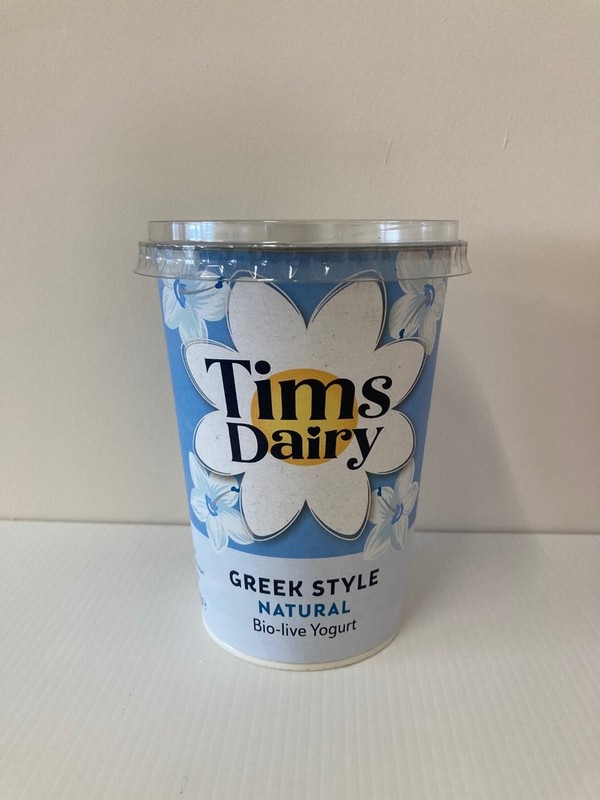 Tims
Dairy
GREEK STYLE
NATURAL
Bio-live Yogurt